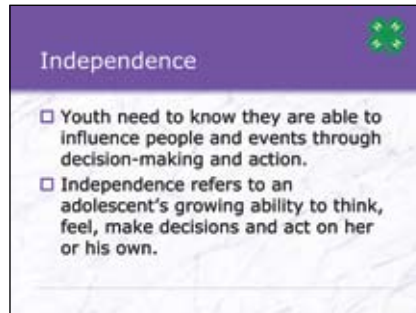 Independence
Youth need to know they are able to
influence people and events through
decision-making and action.
Independence refers to an
adolescent's growing ability to think,
feel, make decisions and act on her
or his own.